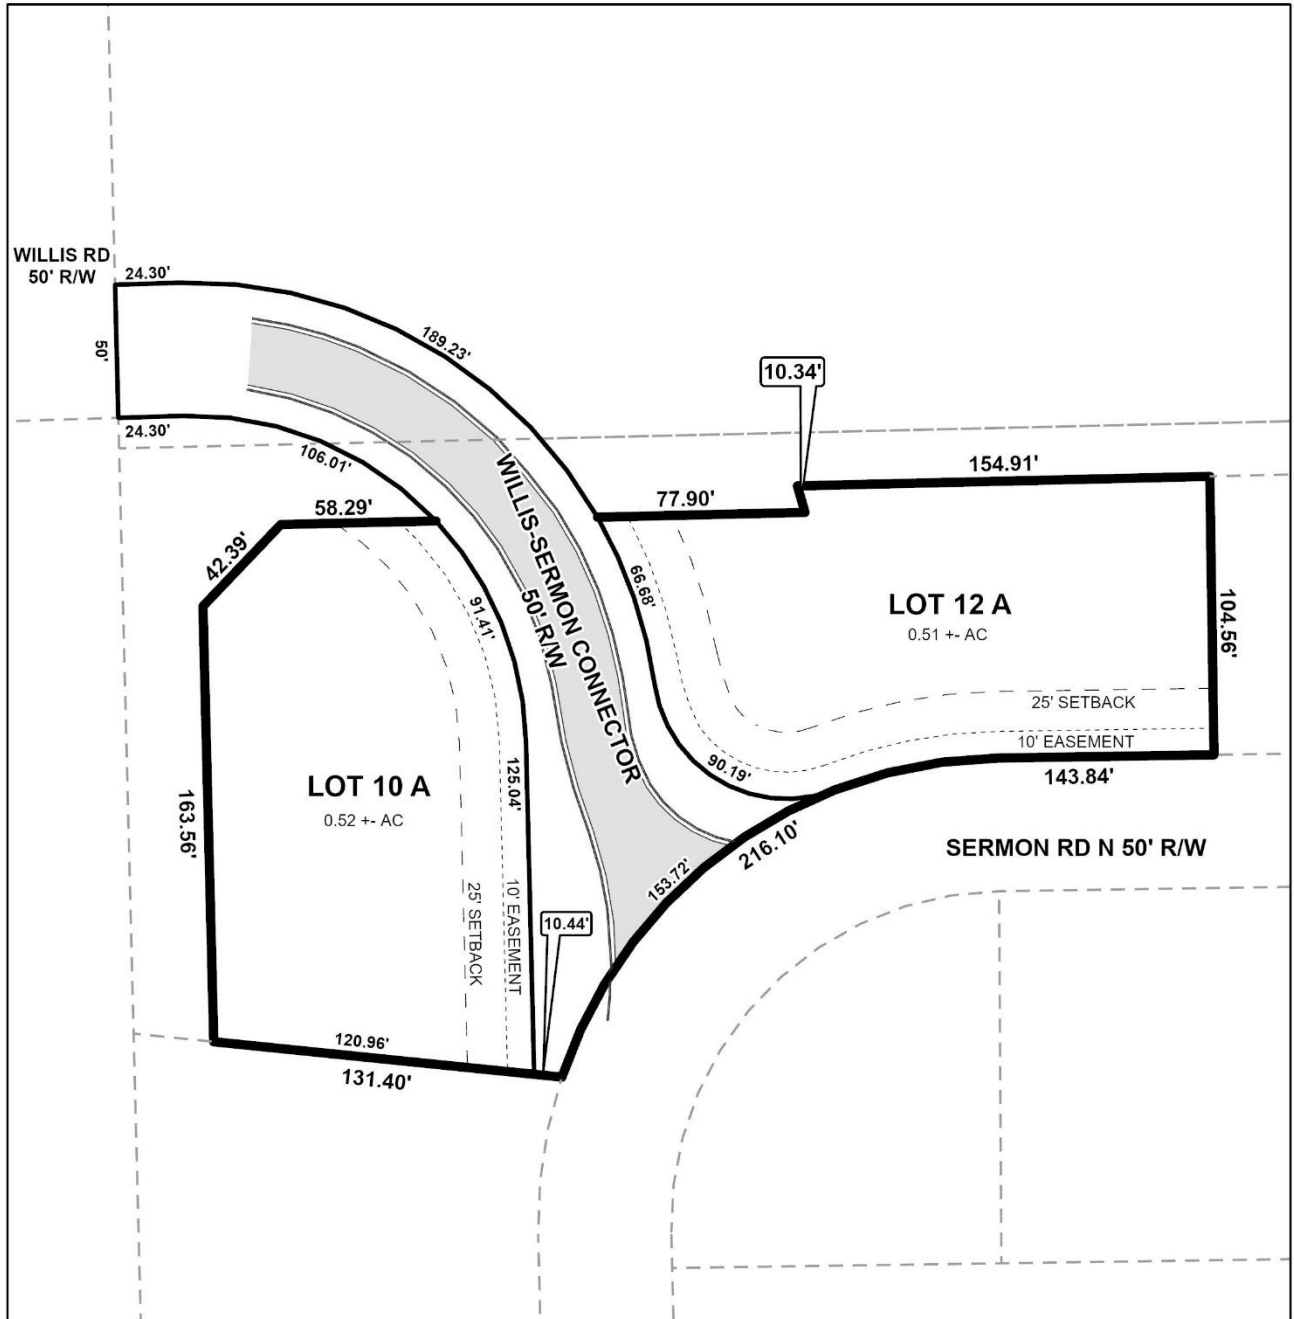 WILLIS RD
50' R/W
24.30'
50'
24.30'
189.23'
106.01'
10.34'
154.91'
77.90'
58.29'
42.39'
WILLIS-SERMON CONNECTOR
50' R/W
66.68'
91.41'
LOT 12 A
0.51 +- AC
104.56'
25' SETBACK
10' EASEMENT
143.84'
90.19'
LOT 10 A
0.52 +- AC
163.56'
125.04'
216.10'
153.72'
SERMON RD N 50' R/W
25' SETBACK
10' EASEMENT
10.44'
120.96'
131.40'